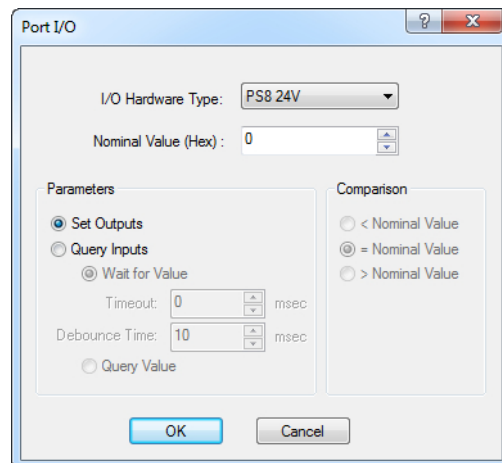 Port I/O
I/O Hardware Type: PS8 24V
Nominal Value (Hex) : 0
Parameters
Set Outputs
Query Inputs
Wait for Value
Timeout: 0 msec
Debounce Time: 10 msec
Query Value
Comparison
< Nominal Value
= Nominal Value
> Nominal Value
OK Cancel